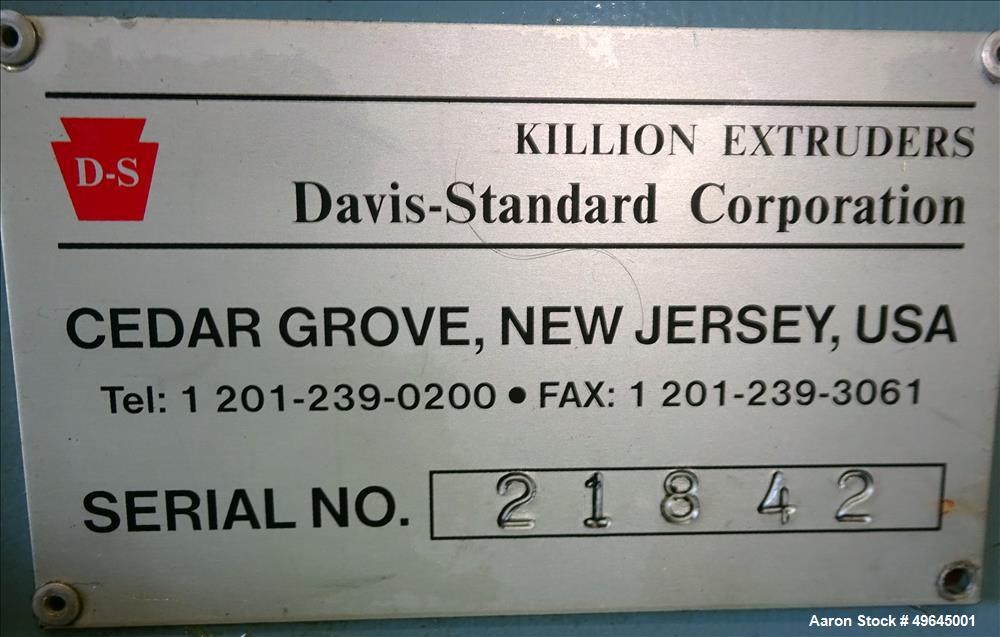 KILLION EXTRUDERS
D-S
Davis-Standard Corporation
CEDAR GROVE, NEW JERSEY, USA
Tel: 1 201-239-0200 • FAX: 1 201-239-3061
SERIAL NO. 21842
Aaron Stock # 49645001